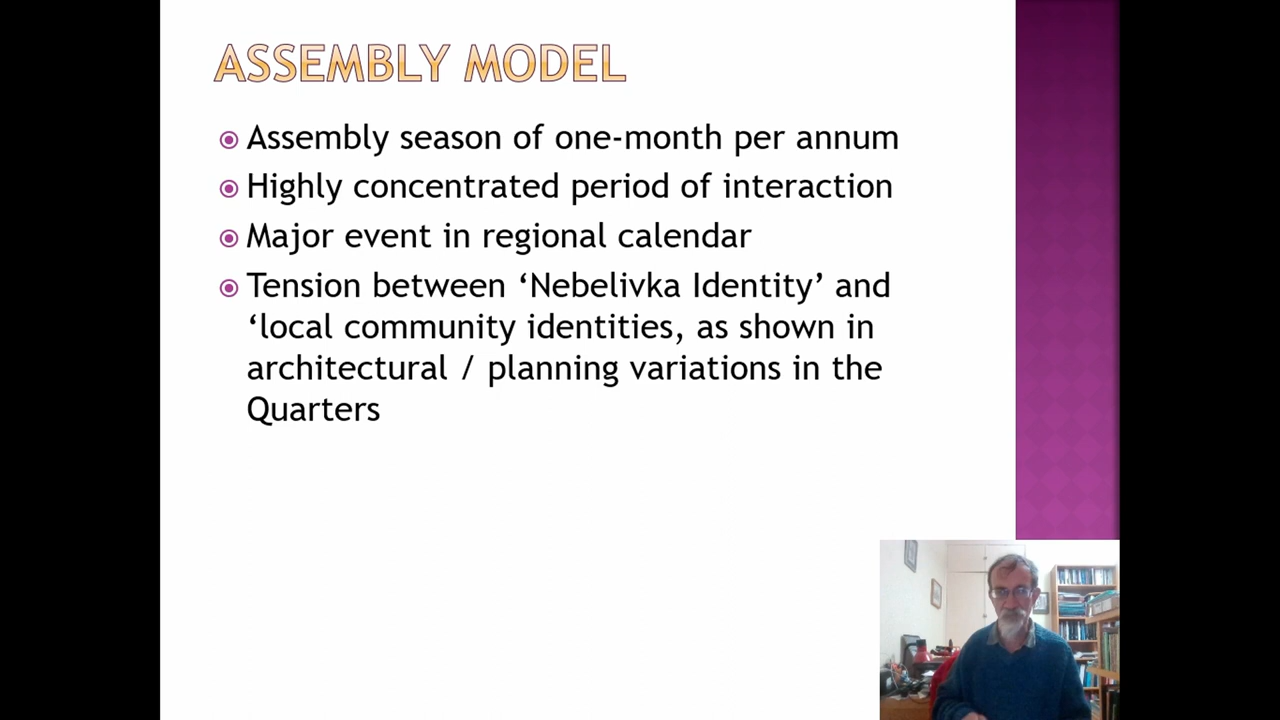 ASSEMBLY MODEL
Assembly season of one-month per annum
Highly concentrated period of interaction
Major event in regional calendar
Tension between ‘Nebelivka Identity’ and
‘local community identities, as shown in
architectural / planning variations in the
Quarters